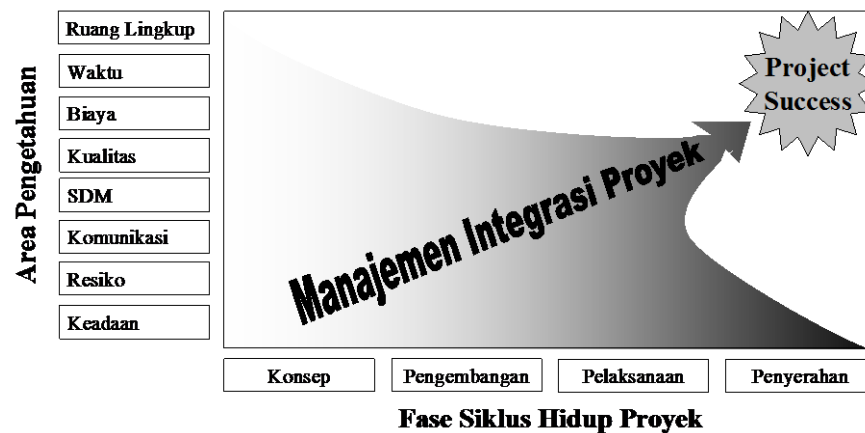 Area Pengetahuan
Ruang Lingkup
Waktu
Biaya
Kualitas
SDM
Komunikasi
Resiko
Keadaan
Manajemen Integrasi Proyek
Project
Success
Konsep
Pengembangan
Pelaksanaan
Penyerahan
Fase Siklus Hidup Proyek